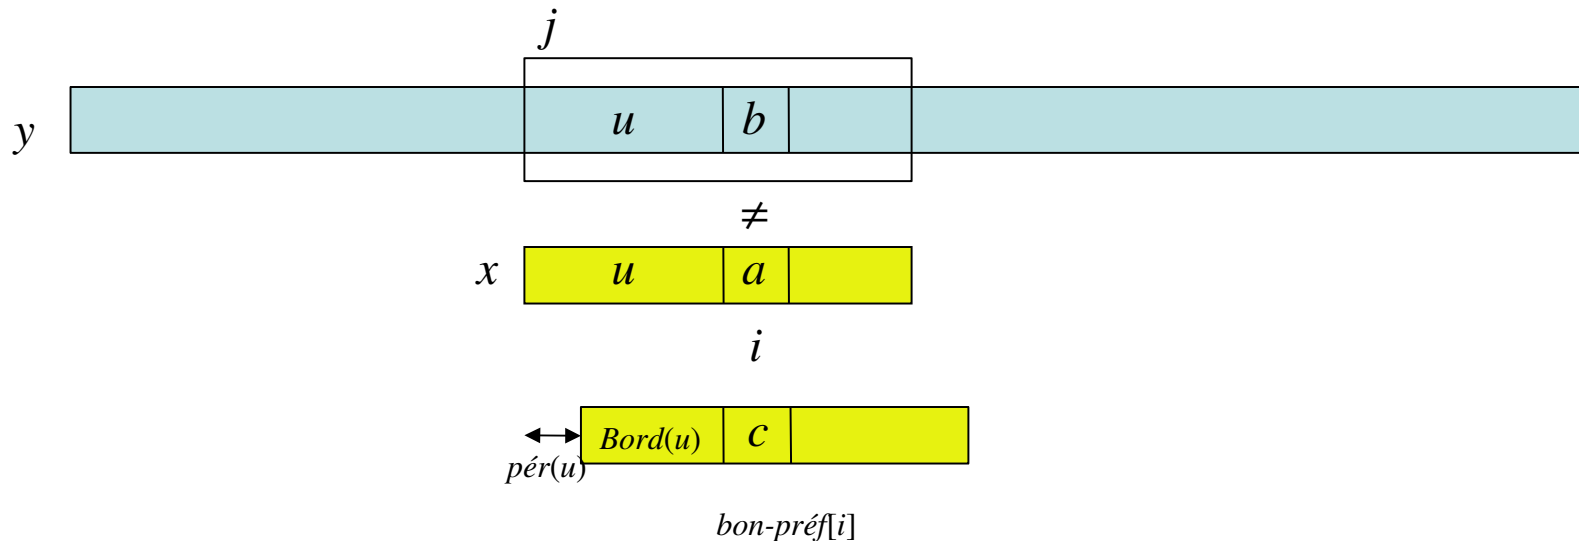 j
y u b
≠
x u a
i
Bord(u) c
pér(u)
bon-préf[i]